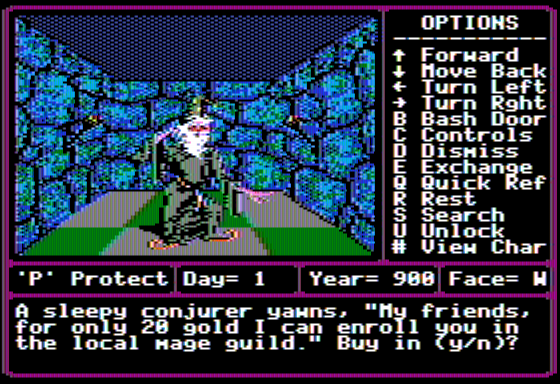 OPTIONS
------------
↑ Forward
↓ Move Back
← Turn Left
→ Turn Rght
B Bash Door
C Controls
D Dismiss
E Exchange
Q Quick Ref
R Rest
S Search
U Unlock
# View Char
'P' Protect
Day= 1
Year= 900
Face= W
A sleepy conjurer yawns, "My friends,
for only 20 gold I can enroll you in
the local mage guild." Buy in (y/n)?